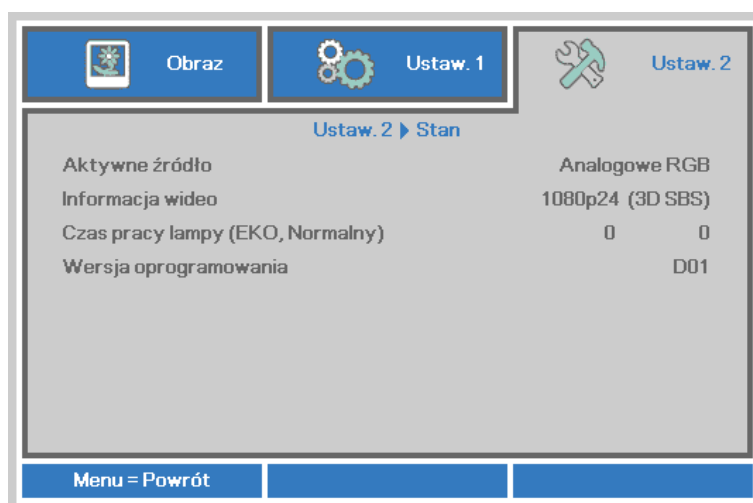 Obraz
Ustaw. 1
Ustaw. 2
Ustaw. 2 Stan
Aktywne źródło Analogowe RGB
Informacja wideo 1080p24 (3D SBS)
Czas pracy lampy (EKO, Normalny) 0 0
Wersja oprogramowania D01
Menu = Powrót